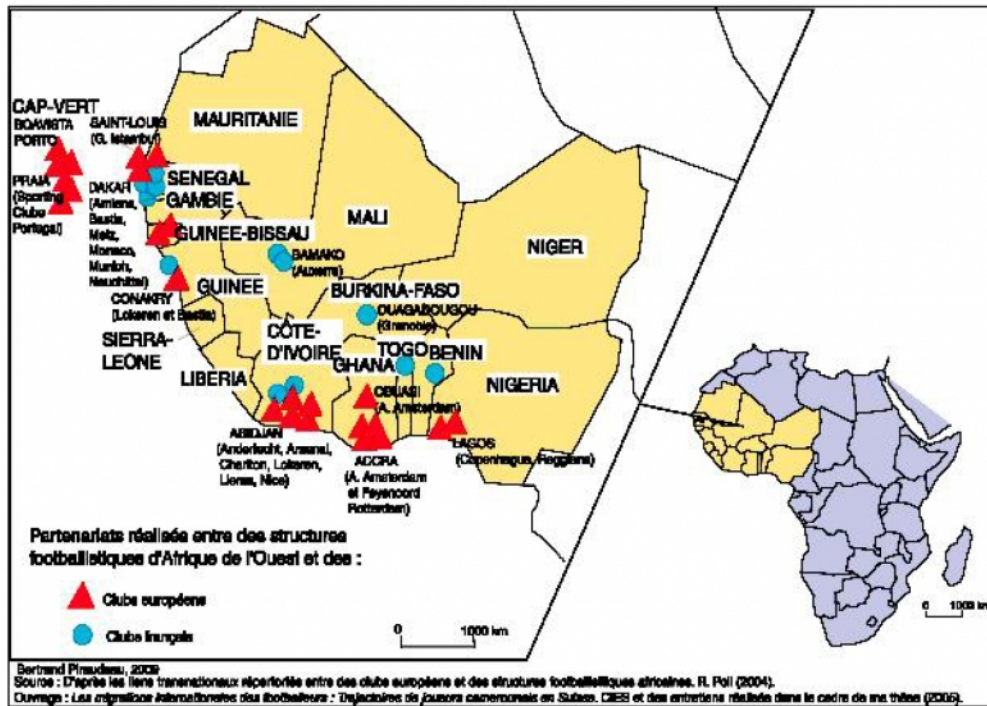 CAP-VERT
BOAVISTA
PORTO
PRAIA
(Sporting
Clube
Portugal)
SAINT-LOUIS
(G. Istanbul)
MAURITANIE
DAKAR
(Amiens,
Bastia,
Metz,
Monaco,
Munich,
Neuchâtel)
SENEGAL
GAMBIE
GUINEE-BISSAU
MALI
NIGER
BAMAKO
(Auxerre)
CONAKRY
(Lokeren et Bastia)
GUINEE
BURKINA-FASO
OUAGADOUGOU
(Grenoble)
SIERRA-
LEONE
CÔTE-
D'IVOIRE
TOGO
BENIN
GHANA
NIGERIA
LIBERIA
OBUASI
(A. Amsterdam)
ABIDJAN
(Anderlecht, Arsenal,
Charlton, Lokeren,
Lierse, Nice)
ACCRA
(A. Amsterdam
et Feyenoord
Rotterdam)
LAGOS
(Copenhague, Reggiana)
Partenariats réalisée entre des structures
footballistiques d'Afrique de l'Ouest et des :
Clubs européens
Clubs français
0
1000 km
0
1000 km
Bertrand Piraudeau, 2009
Source : D'après les liens transnationaux répertoriés entre des clubs européens et des structures footballistiques africaines. R. Poli (2004).
Ouvrage : Les migrations internationales des footballeurs : Trajectoires de joueurs camerounais en Suisse. CIES et des entretiens réalisés dans le cadre de ma thèse (2005).